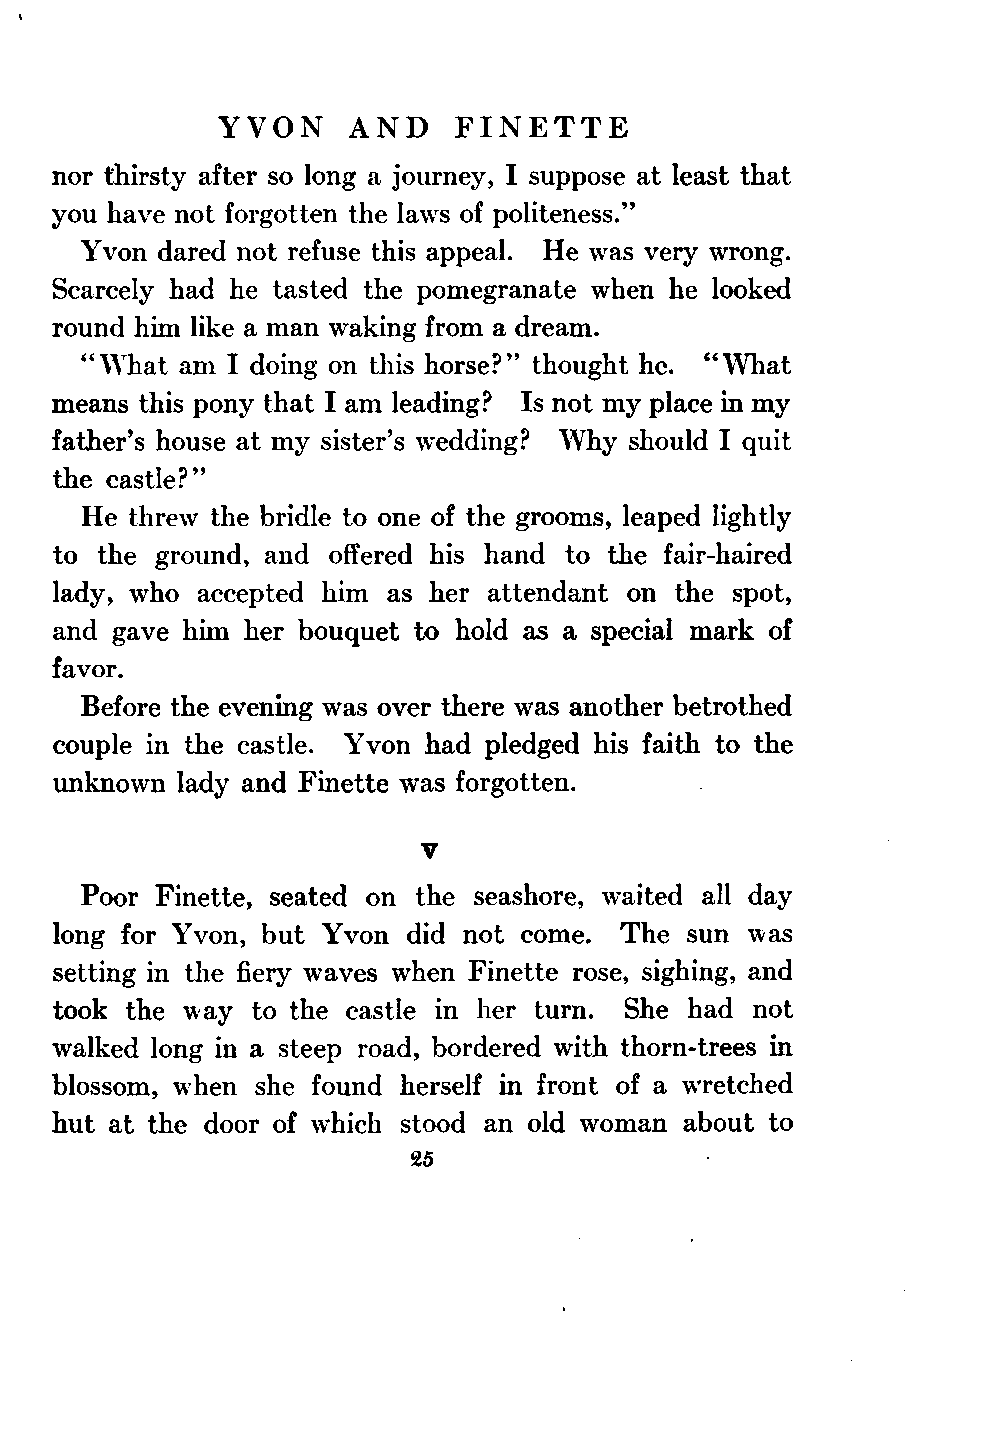 YVON AND FINETTE
nor thirsty after so long a journey, I suppose at least that
you have not forgotten the laws of politeness."
Yvon dared not refuse this appeal. He was very wrong.
Scarcely had he tasted the pomegranate when he looked
round him like a man waking from a dream.
"What am I doing on this horse?" thought he. "What
means this pony that I am leading? Is not my place in my
father's house at my sister's wedding? Why should I quit
the castle?"
He threw the bridle to one of the grooms, leaped lightly
to the ground, and offered his hand to the fair-haired
lady, who accepted him as her attendant on the spot,
and gave him her bouquet to hold as a special mark of
favor.
Before the evening was over there was another betrothed
couple in the castle. Yvon had pledged his faith to the
unknown lady and Finette was forgotten.
V
Poor Finette, seated on the seashore, waited all day
long for Yvon, but Yvon did not come. The sun was
setting in the fiery waves when Finette rose, sighing, and
took the way to the castle in her turn. She had not
walked long in a steep road, bordered with thorn-trees in
blossom, when she found herself in front of a wretched
hut at the door of which stood an old woman about to
25